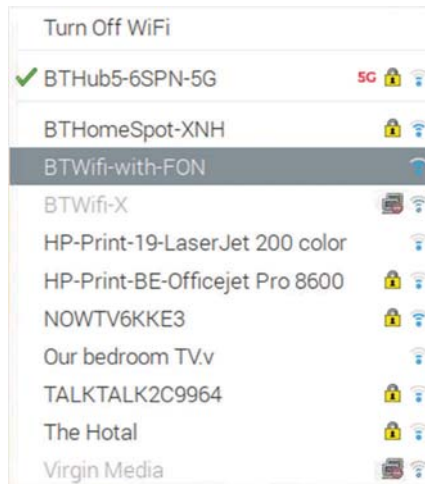 Turn Off WiFi
BTHub5-6SPN-5G 5G
BTHomeSpot-XNH
BTWifi-with-FON
BTWifi-X
HP-Print-19-LaserJet 200 color
HP-Print-BE-Officejet Pro 8600
NOWTV6KKE3
Our bedroom TV.v
TALKTALK2C9964
The Hotal
Virgin Media